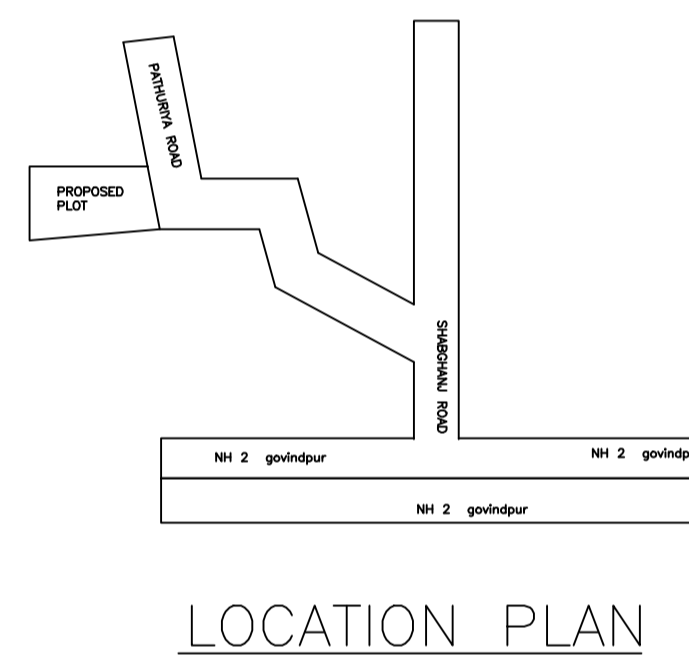 PATHURIYA ROAD
PROPOSED
PLOT
SHABGHANJ ROAD
NH 2 govindpur
NH 2 govindp
NH 2 govindpur
LOCATION PLAN